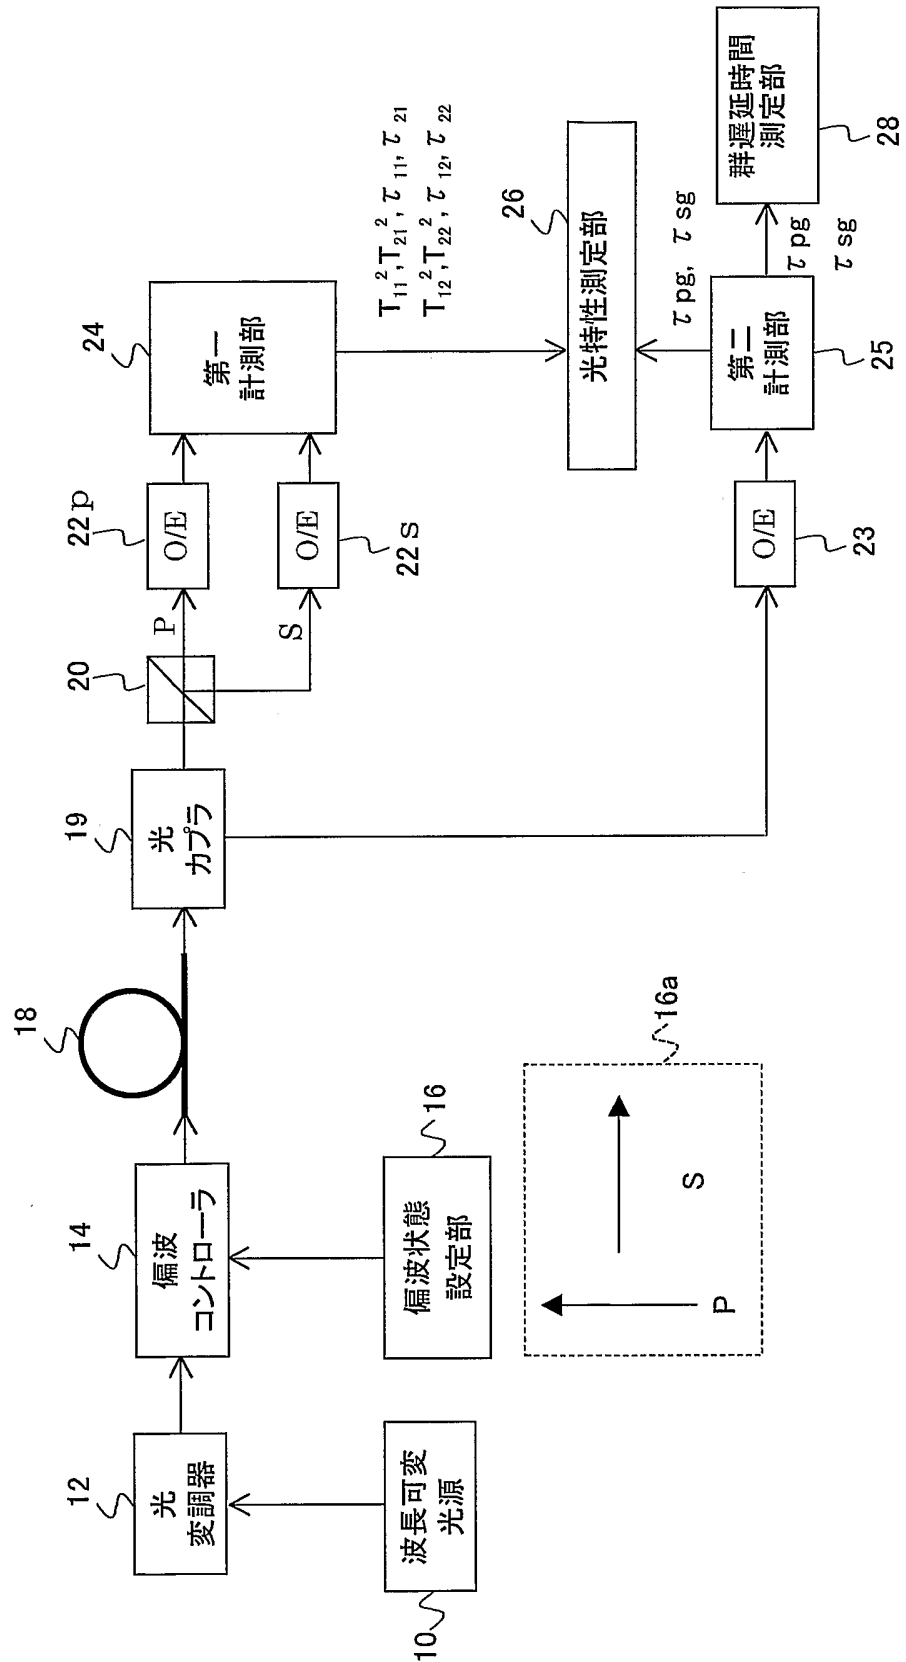 10
波長可変
光源
12
光
変調器
14
偏波
コントローラ
16
偏波状態
設定部
16a
P
S
18
19
光
カプラ
20
P
S
22p
O/E
22s
O/E
23
O/E
24
第一
計測部
T₁₁²,T₂₁²,τ₁₁,τ₂₁
T₁₂²,T₂₂²,τ₁₂,τ₂₂
26
光特性測定部
τpg, τsg
第二
計測部
25
τpg
τsg
群遅延時間
測定部
28